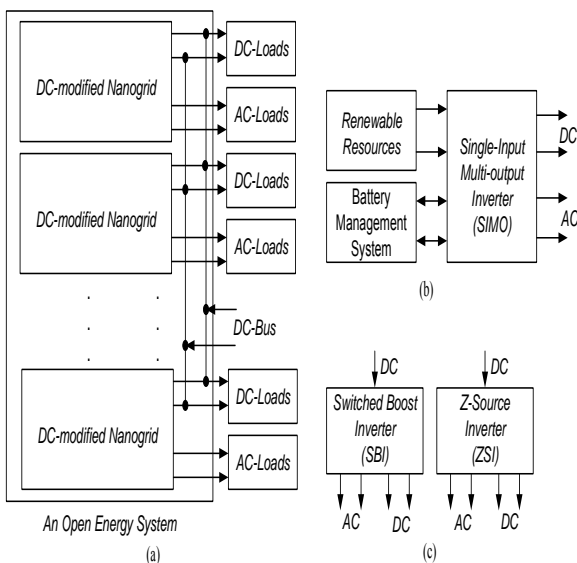 DC-modified Nanogrid
DC-Loads
AC-Loads
DC-modified Nanogrid
DC-Loads
AC-Loads
. .
. .
. .
DC-Bus
DC-modified Nanogrid
DC-Loads
AC-Loads
An Open Energy System
(a)
Renewable
Resources
Battery
Management
System
Single-Input
Multi-output
Inverter
(SIMO)
DC
AC
(b)
DC
DC
Switched Boost
Inverter
(SBI)
Z-Source
Inverter
(ZSI)
AC
DC
AC
DC
(c)